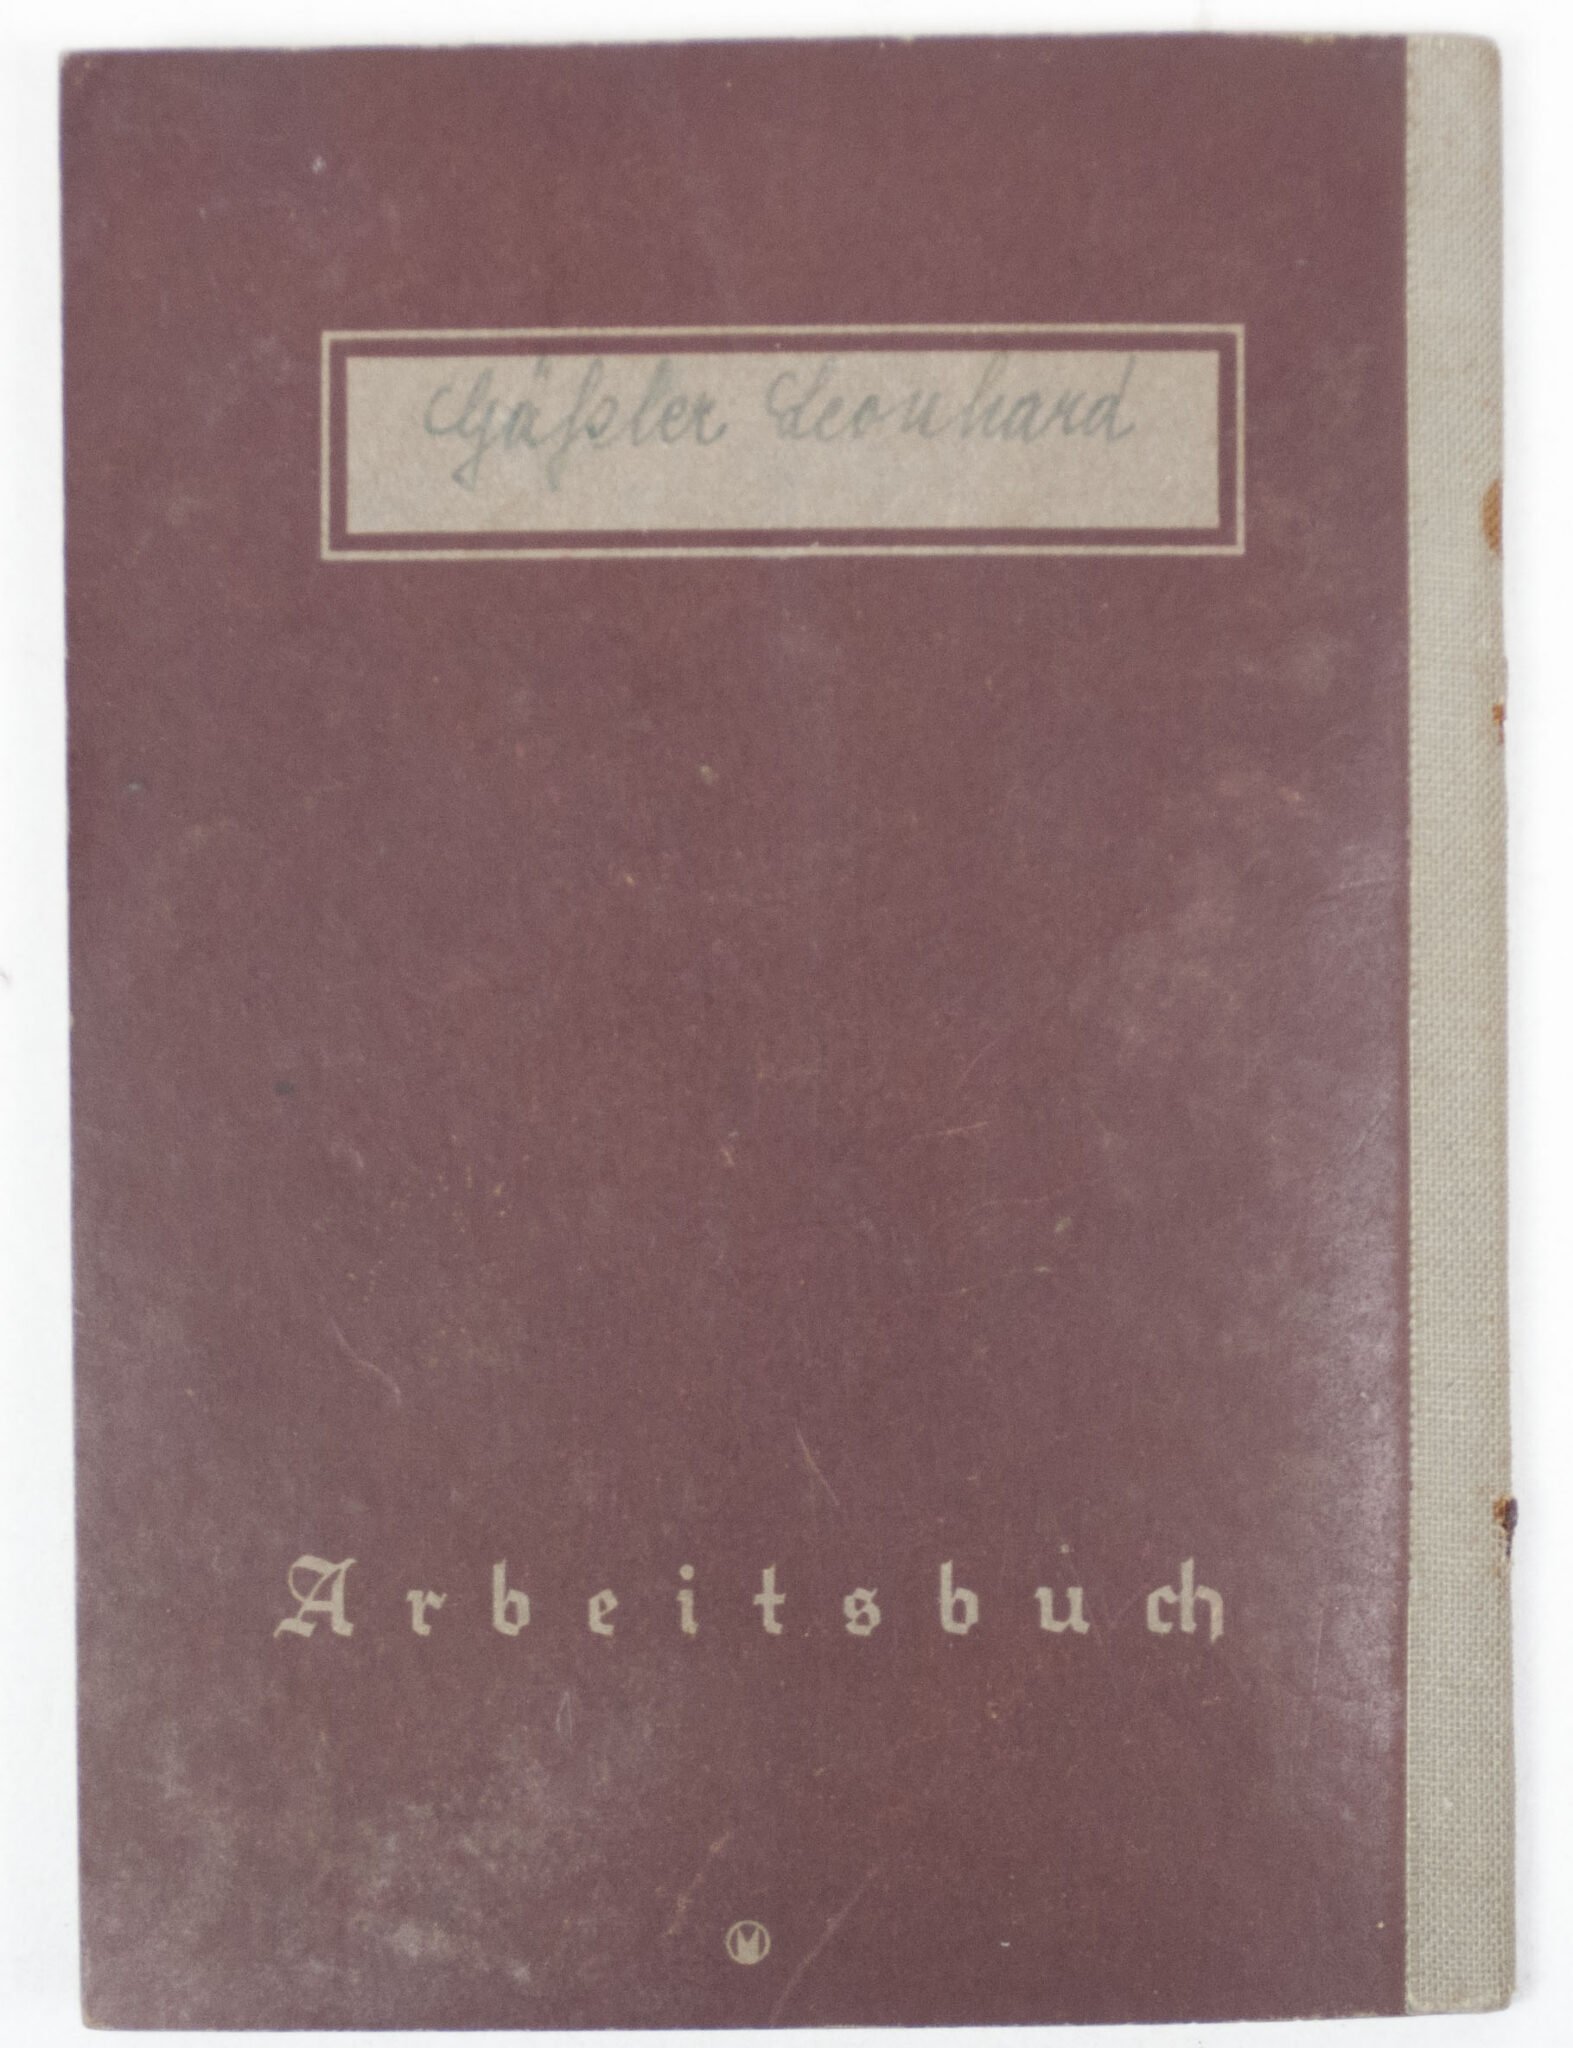 Gäßler Leonhard
Arbeitsbuch
M